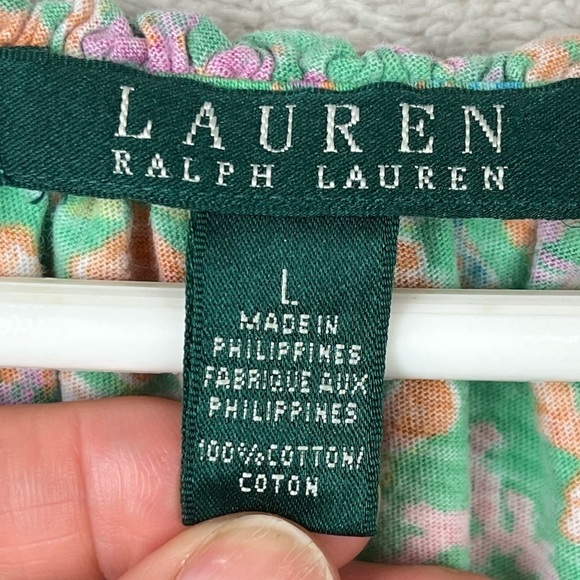 LAUREN
RALPH LAUREN
L
MADE IN
PHILIPPINES
FABRIQUE AUX
PHILIPPINES
100% COTTON/
COTON